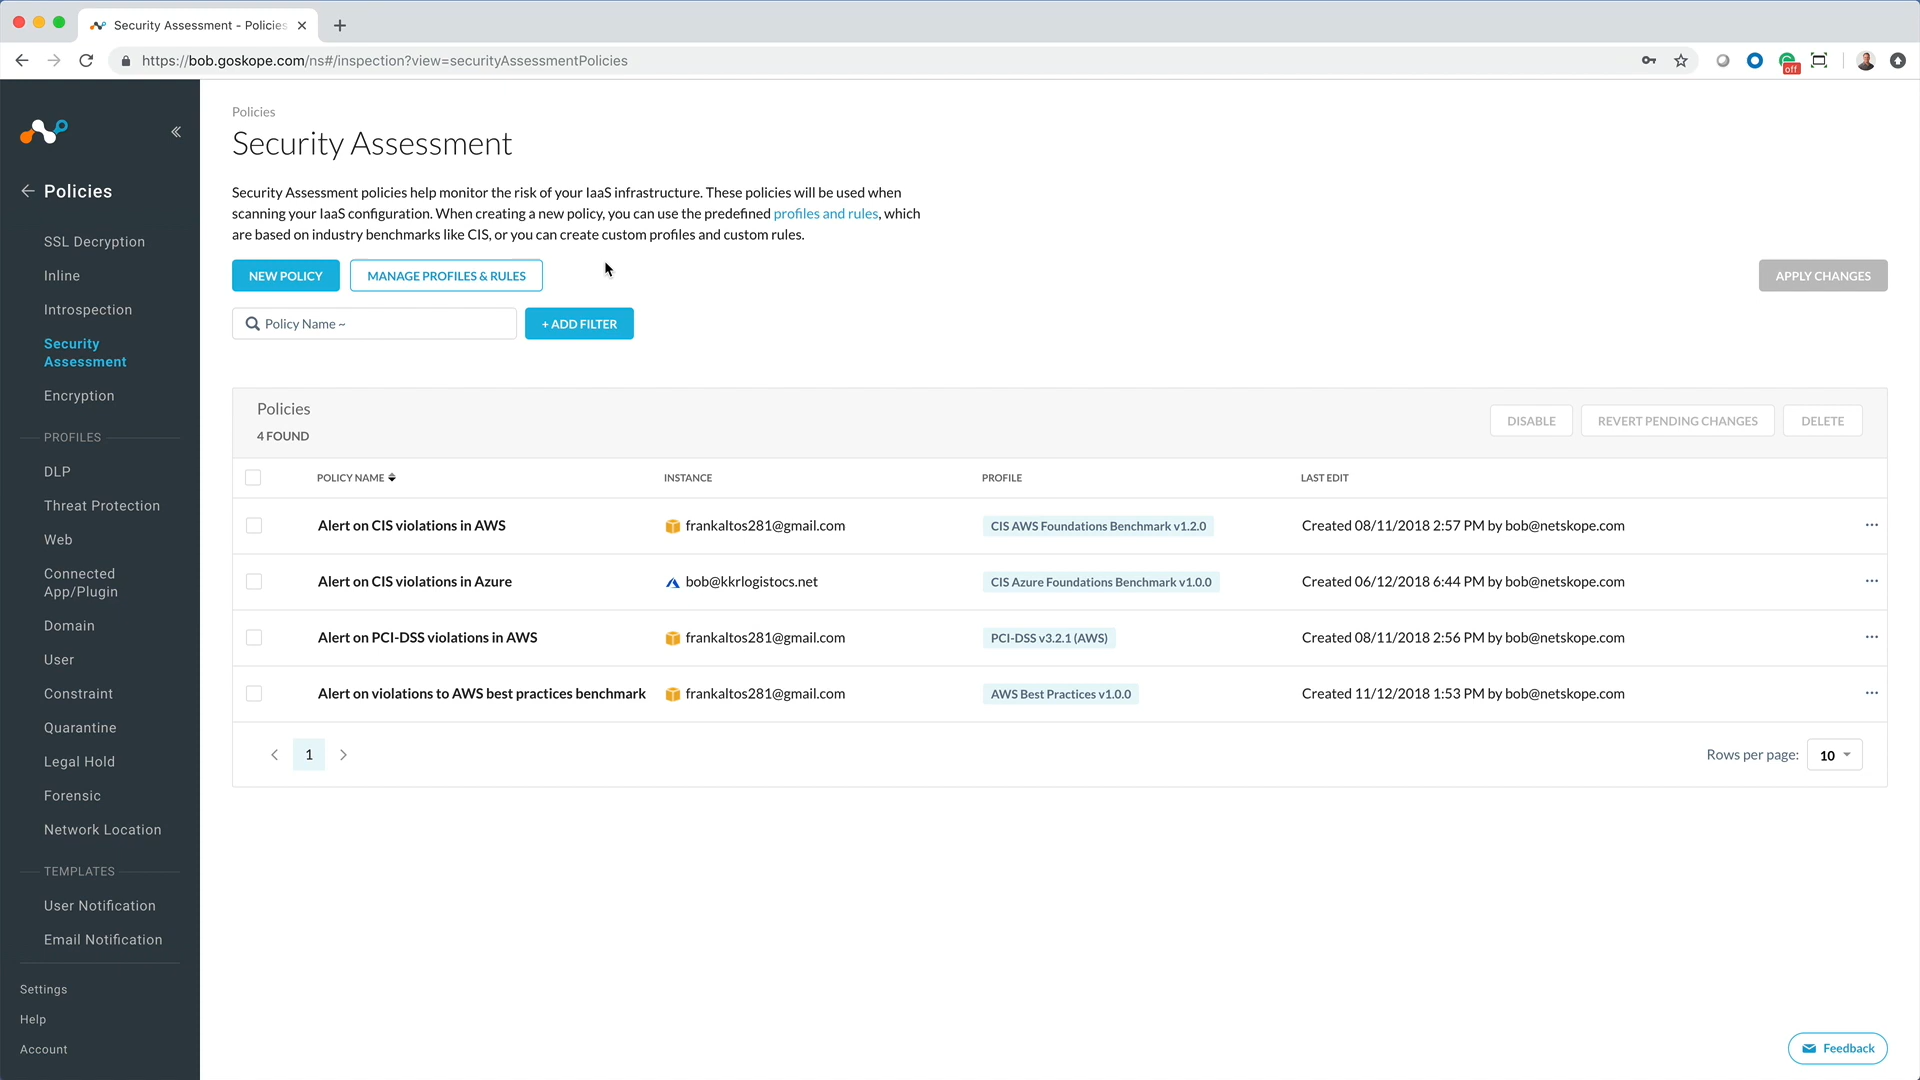 Security Assessment - Policies
https://bob.goskope.com/ns#/inspection?view=securityAssessmentPolicies
off
Policies
SSL Decryption
Inline
Introspection
Security
Assessment
Encryption
PROFILES
DLP
Threat Protection
Web
Connected
App/Plugin
Domain
User
Constraint
Quarantine
Legal Hold
Forensic
Network Location
TEMPLATES
User Notification
Email Notification
Settings
Help
Account
Policies
Security Assessment
Security Assessment policies help monitor the risk of your IaaS infrastructure. These policies will be used when
scanning your IaaS configuration. When creating a new policy, you can use the predefined profiles and rules, which
are based on industry benchmarks like CIS, or you can create custom profiles and custom rules.
NEW POLICY
MANAGE PROFILES & RULES
APPLY CHANGES
Policy Name ~
+ ADD FILTER
Policies
4 FOUND
DISABLE
REVERT PENDING CHANGES
DELETE
POLICY NAME INSTANCE PROFILE LAST EDIT
Alert on CIS violations in AWS frankaltos281@gmail.com CIS AWS Foundations Benchmark v1.2.0 Created 08/11/2018 2:57 PM by bob@netskope.com ...
Alert on CIS violations in Azure bob@kkrlogistocs.net CIS Azure Foundations Benchmark v1.0.0 Created 06/12/2018 6:44 PM by bob@netskope.com ...
Alert on PCI-DSS violations in AWS frankaltos281@gmail.com PCI-DSS v3.2.1 (AWS) Created 08/11/2018 2:56 PM by bob@netskope.com ...
Alert on violations to AWS best practices benchmark frankaltos281@gmail.com AWS Best Practices v1.0.0 Created 11/12/2018 1:53 PM by bob@netskope.com ...
1
Rows per page: 10
Feedback